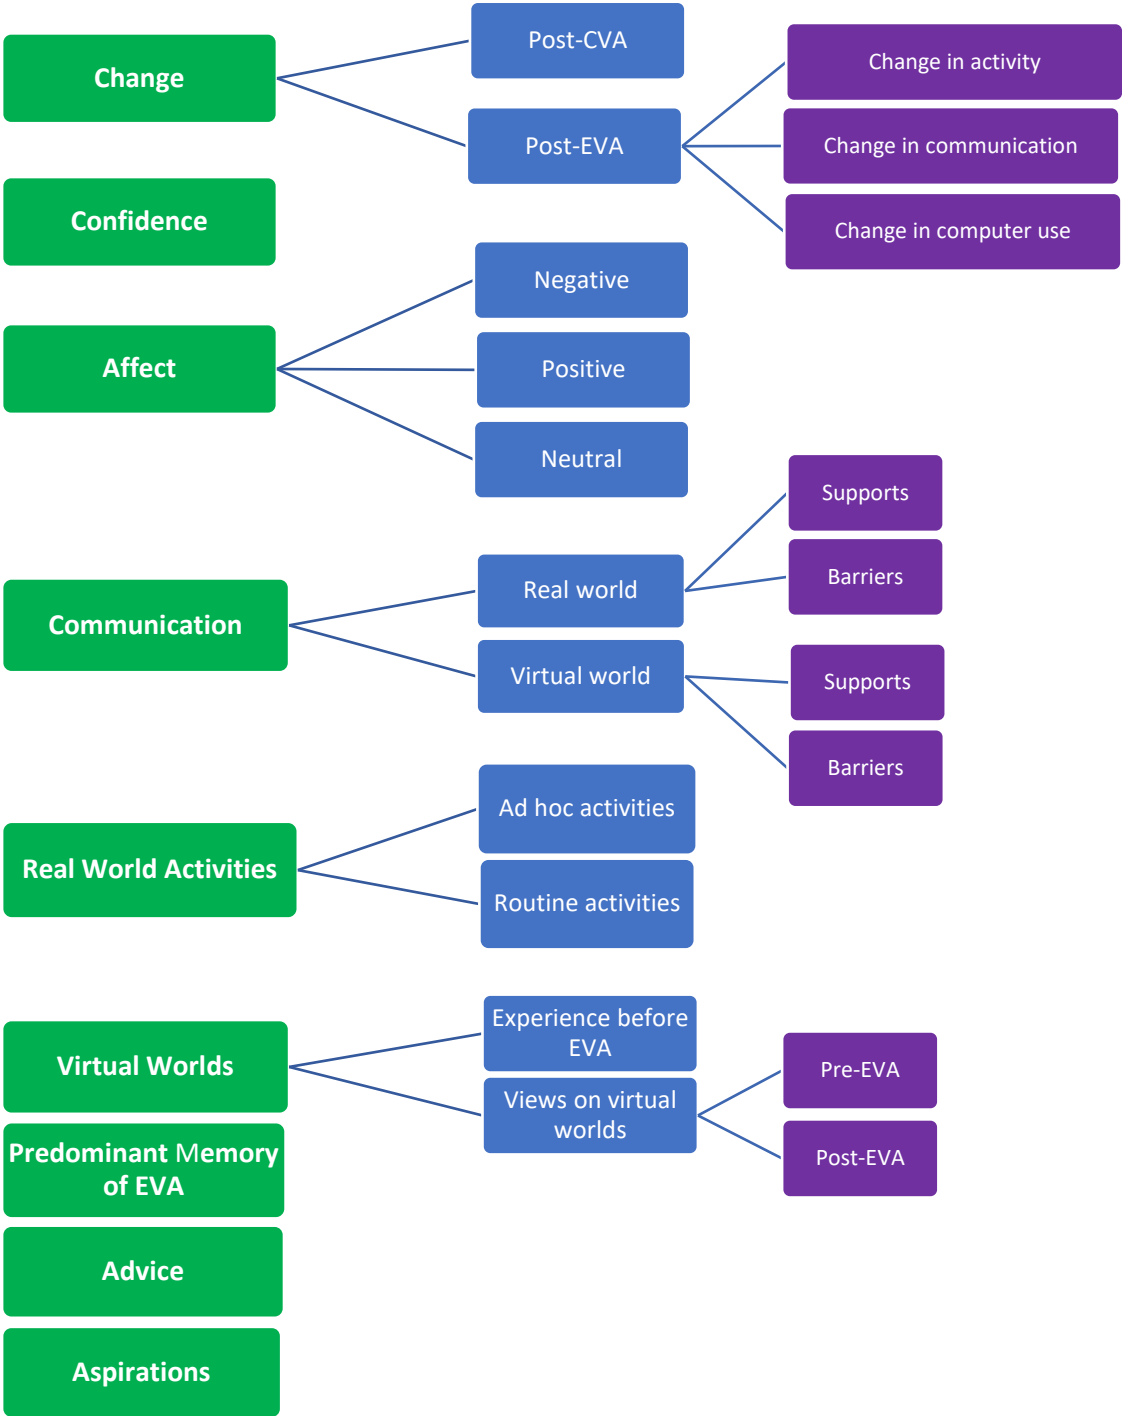 Change
Post-CVA
Post-EVA
Change in activity
Change in communication
Change in computer use
Confidence
Affect
Negative
Positive
Neutral
Communication
Real world
Supports
Barriers
Virtual world
Supports
Barriers
Real World Activities
Ad hoc activities
Routine activities
Virtual Worlds
Experience before
EVA
Views on virtual
worlds
Pre-EVA
Post-EVA
Predominant Memory
of EVA
Advice
Aspirations